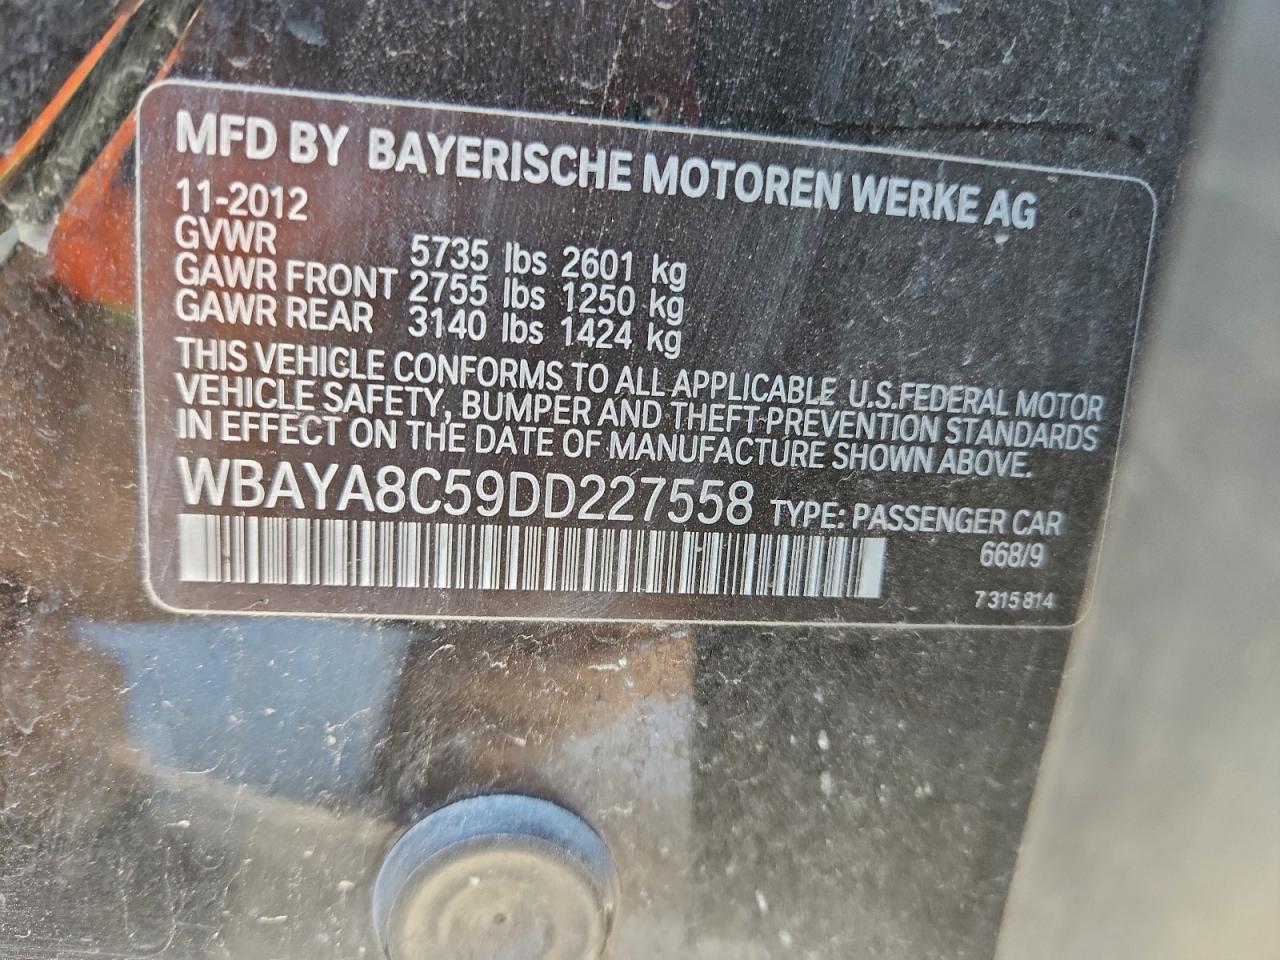 MFD BY BAYERISCHE MOTOREN WERKE AG
11-2012
GVWR 5735 lbs 2601 kg
GAWR FRONT 2755 lbs 1250 kg
GAWR REAR 3140 lbs 1424 kg
THIS VEHICLE CONFORMS TO ALL APPLICABLE U.S.FEDERAL MOTOR
VEHICLE SAFETY, BUMPER AND THEFT PREVENTION STANDARDS
IN EFFECT ON THE DATE OF MANUFACTURE SHOWN ABOVE.
WBAYA8C59DD227558 TYPE: PASSENGER CAR
668/9
7 315 814